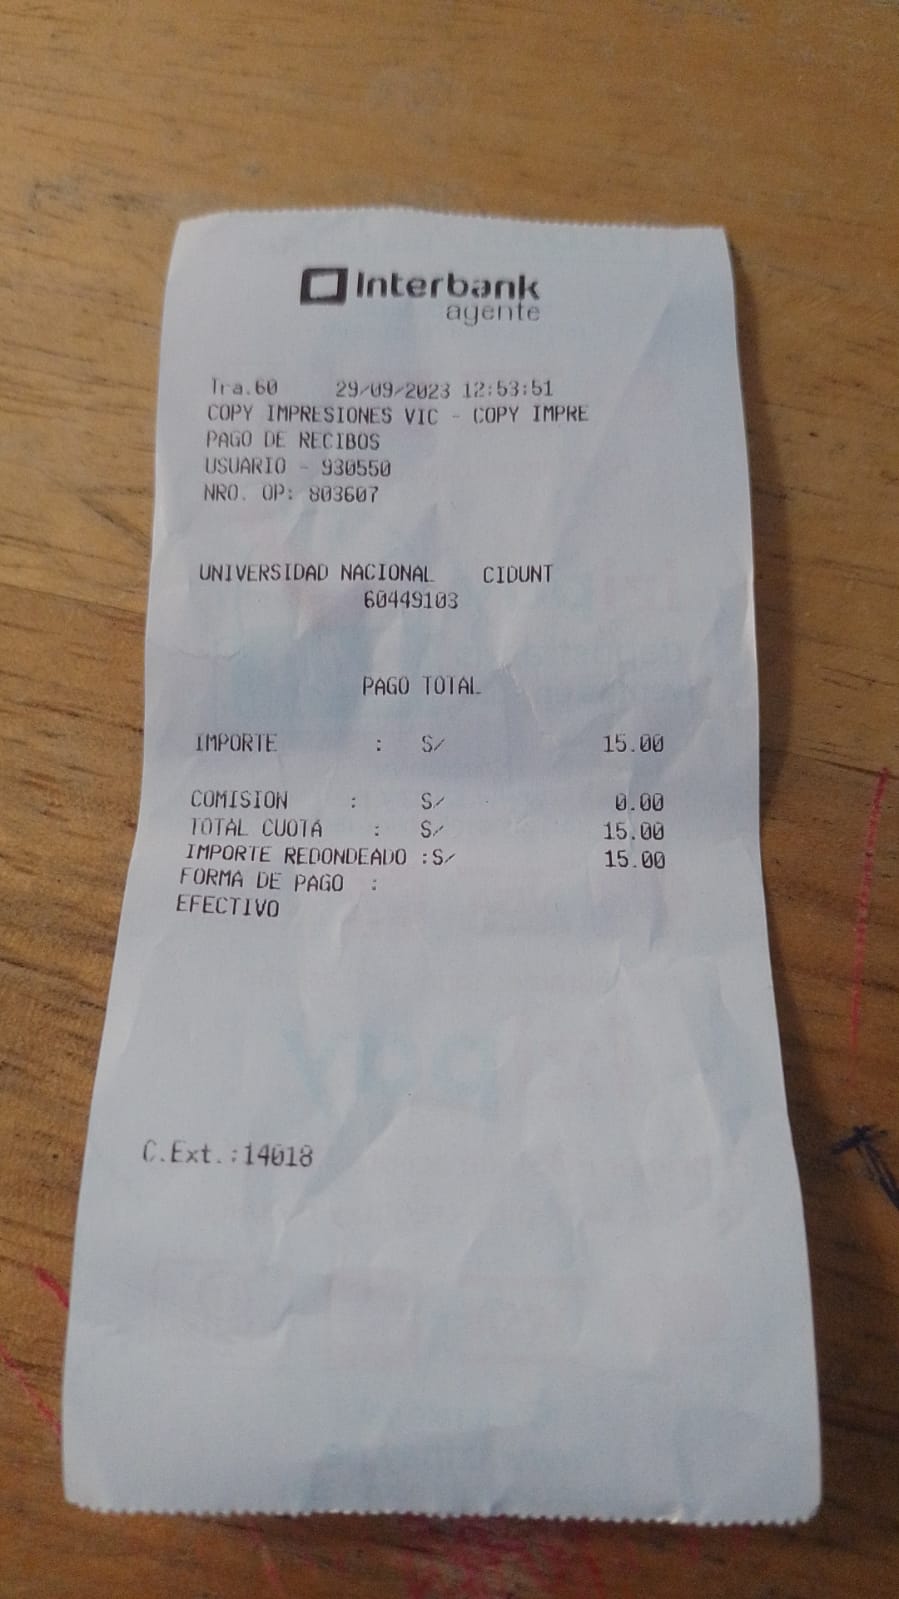 Interbank
agente
Tra.60 29/09/2023 12:53:51
COPY IMPRESIONES VIC - COPY IMPRE
PAGO DE RECIBOS
USUARIO - 930550
NRO. OP: 803607
UNIVERSIDAD NACIONAL CIDUNT
60449103
PAGO TOTAL
IMPORTE : S/ 15.00
COMISION : S/ 0.00
TOTAL CUOTA : S/ 15.00
IMPORTE REDONDEADO :S/ 15.00
FORMA DE PAGO :
EFECTIVO
C.Ext.:14018